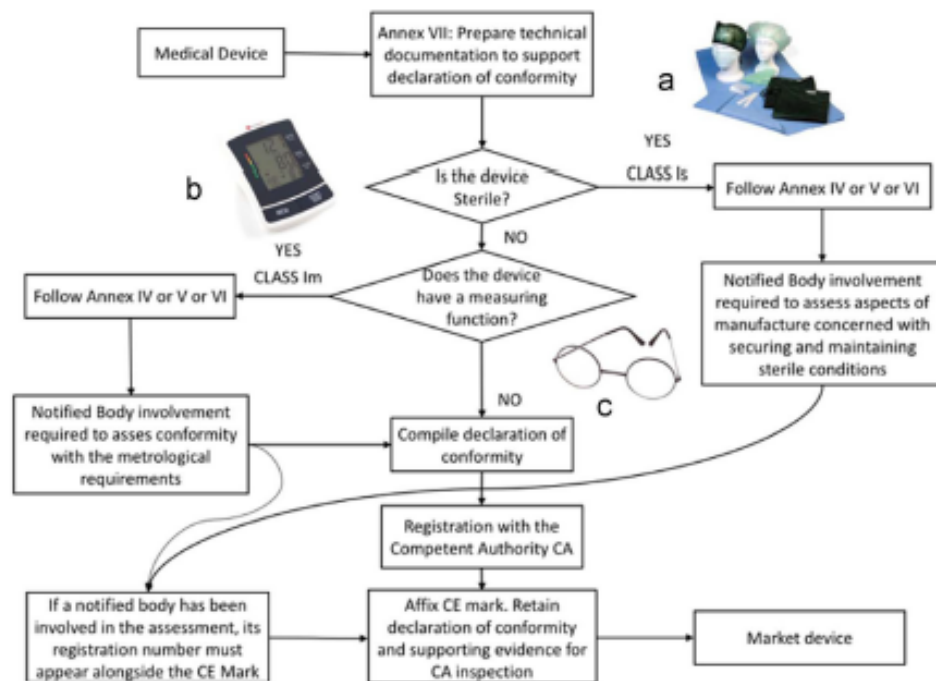 Medical Device
Annex VII: Prepare technical
documentation to support
declaration of conformity
a
b
Is the device
Sterile?
YES
CLASS Is
Follow Annex IV or V or VI
NO
YES
CLASS Im
Does the device
have a measuring
function?
Follow Annex IV or V or VI
Notified Body involvement
required to assess aspects of
manufacture concerned with
securing and maintaining
sterile conditions
c
NO
Notified Body involvement
required to asses conformity
with the metrological
requirements
Compile declaration of
conformity
Registration with the
Competent Authority CA
If a notified body has been
involved in the assessment, its
registration number must
appear alongside the CE Mark
Affix CE mark. Retain
declaration of conformity
and supporting evidence for
CA inspection
Market device